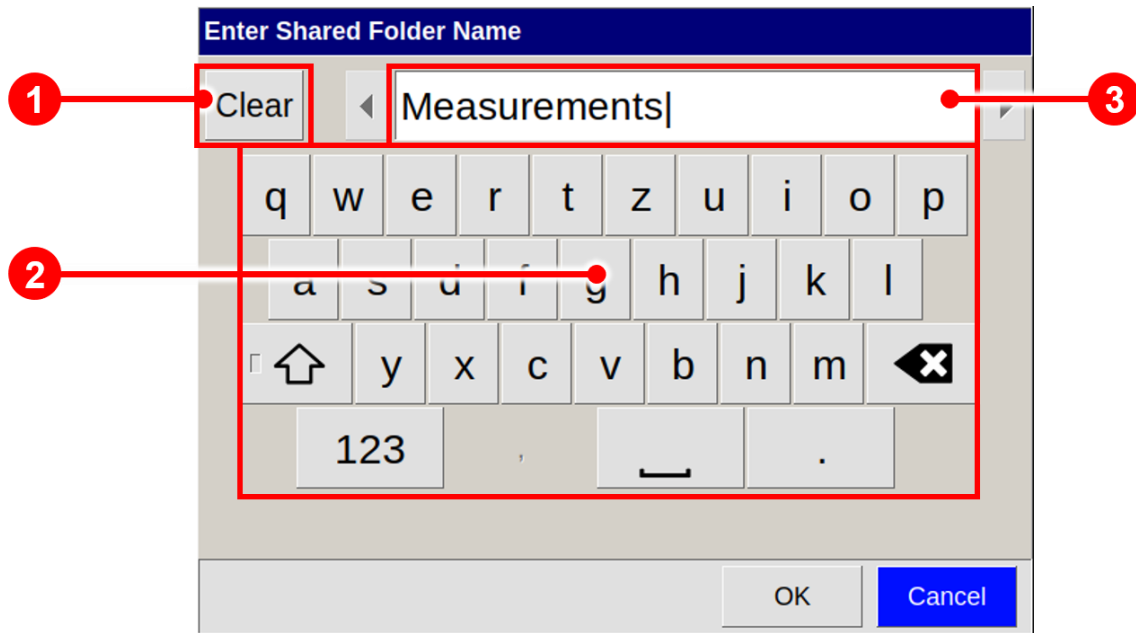 Enter Shared Folder Name
1 Clear Measurements 3
q w e r t z u i o p
2 a s d f g h j k l
y x c v b n m
123 , .
OK Cancel